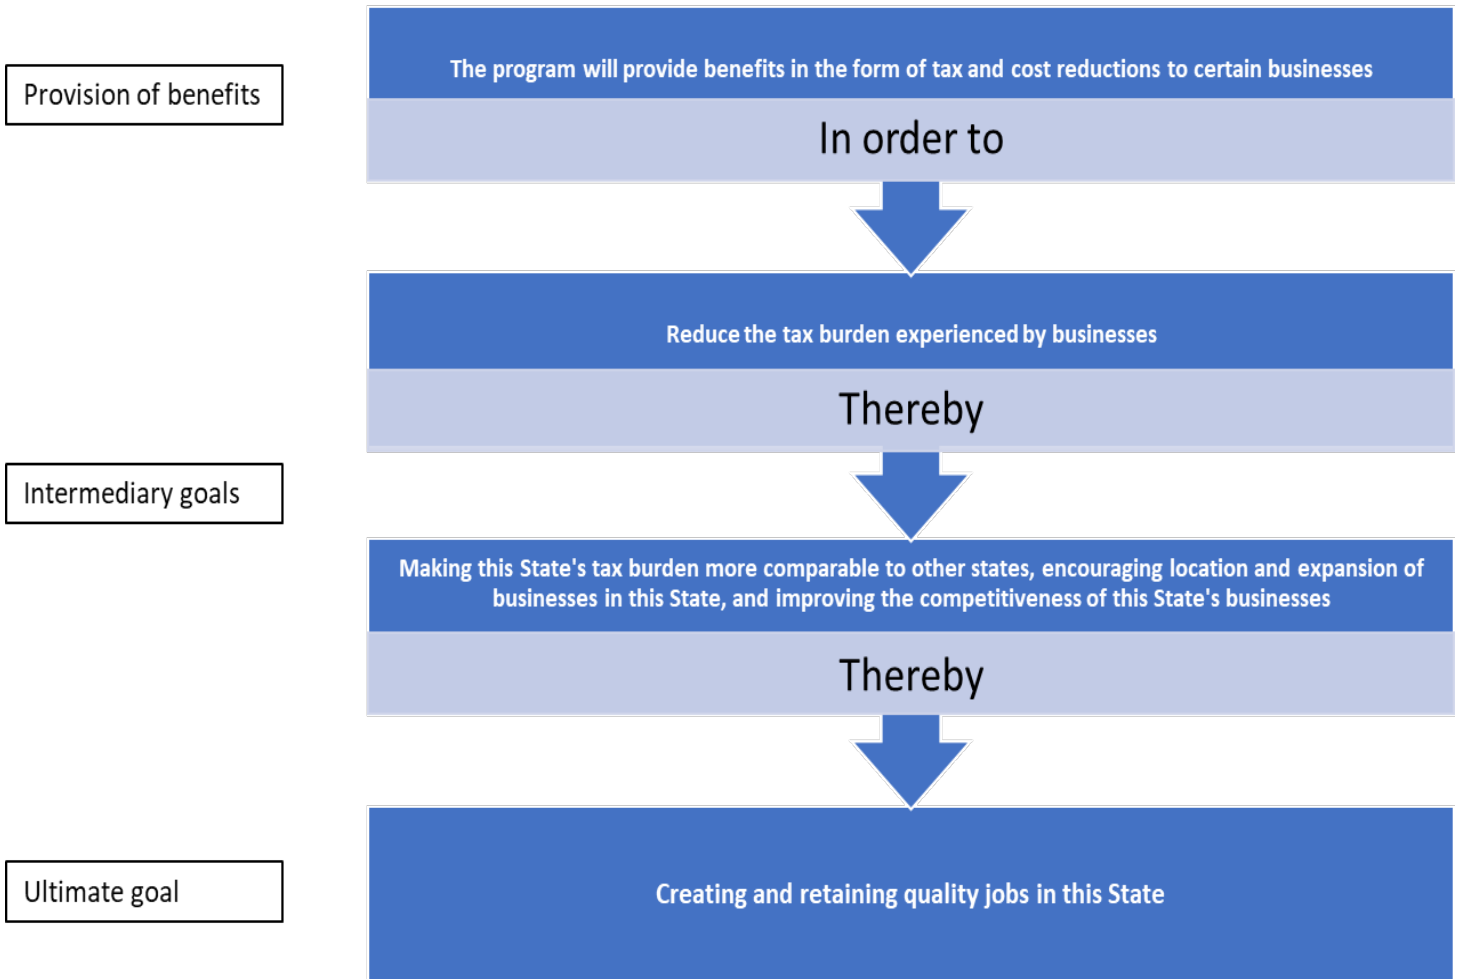 Provision of benefits
The program will provide benefits in the form of tax and cost reductions to certain businesses
In order to
Reduce the tax burden experienced by businesses
Thereby
Intermediary goals
Making this State's tax burden more comparable to other states, encouraging location and expansion of
businesses in this State, and improving the competitiveness of this State's businesses
Thereby
Ultimate goal
Creating and retaining quality jobs in this State